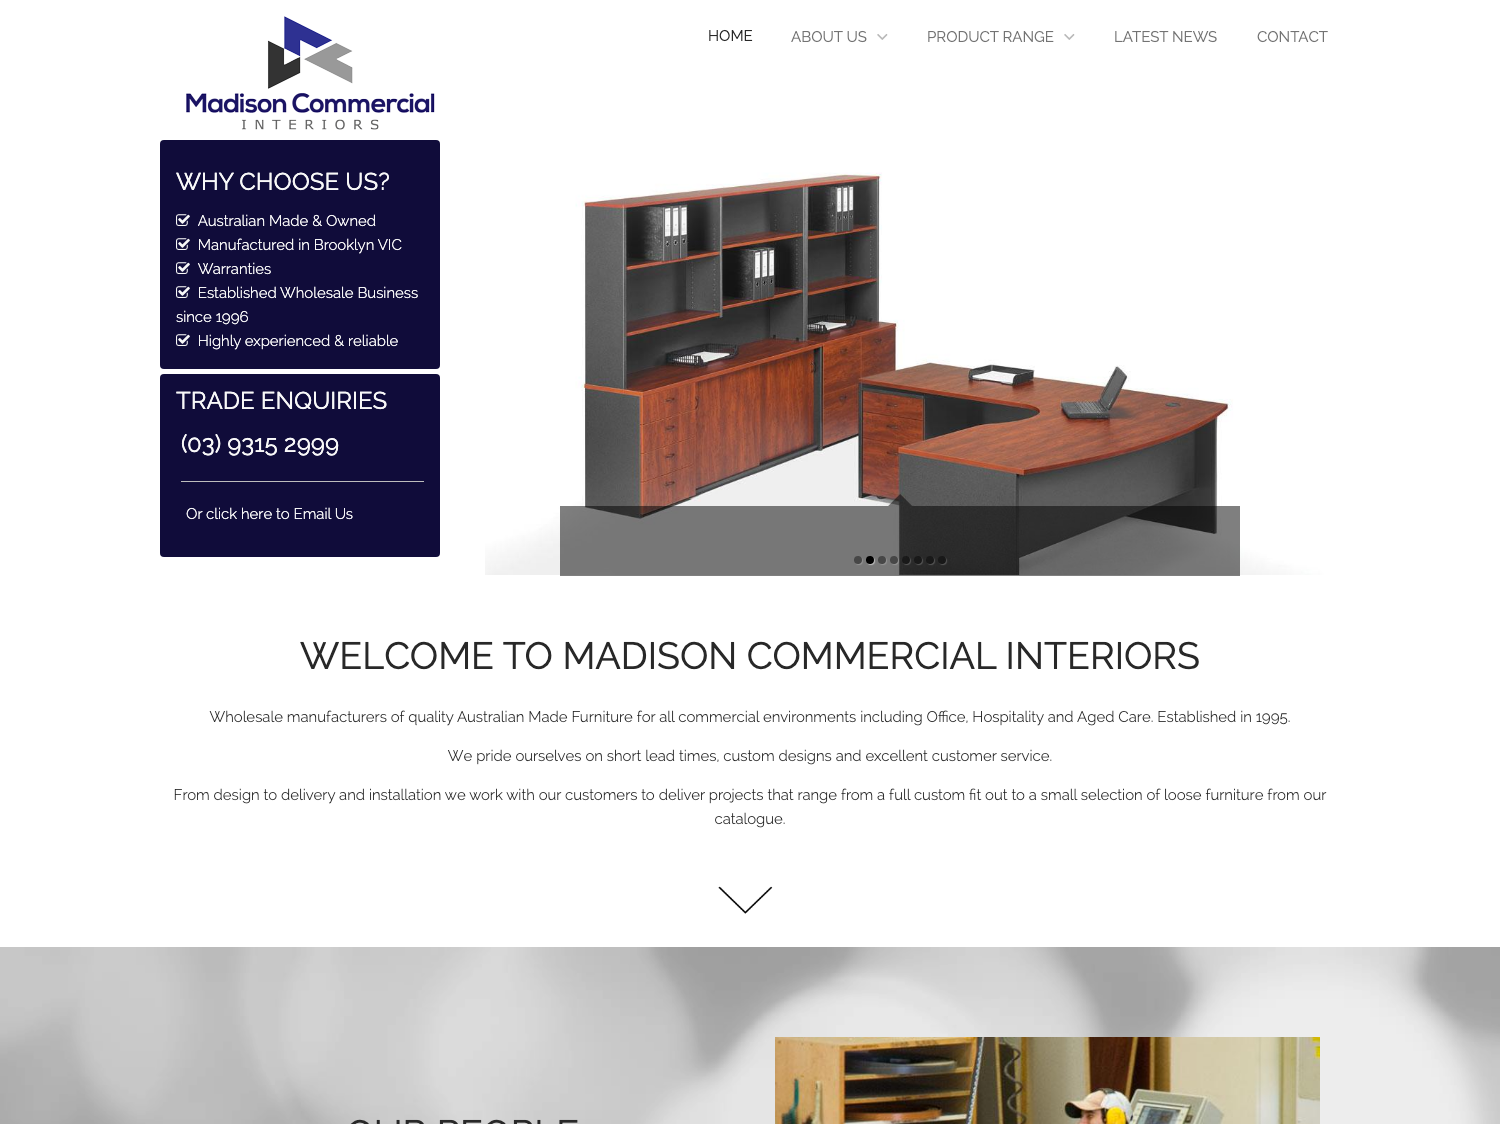 Madison Commercial
INTERIORS
HOME
ABOUT US
PRODUCT RANGE
LATEST NEWS
CONTACT
WHY CHOOSE US?
Australian Made & Owned
Manufactured in Brooklyn VIC
Warranties
Established Wholesale Business
since 1996
Highly experienced & reliable
TRADE ENQUIRIES
(03) 9315 2999
Or click here to Email Us
WELCOME TO MADISON COMMERCIAL INTERIORS
Wholesale manufacturers of quality Australian Made Furniture for all commercial environments including Office, Hospitality and Aged Care. Established in 1995.
We pride ourselves on short lead times, custom designs and excellent customer service.
From design to delivery and installation we work with our customers to deliver projects that range from a full custom fit out to a small selection of loose furniture from our
catalogue.
OUR PEOPLE